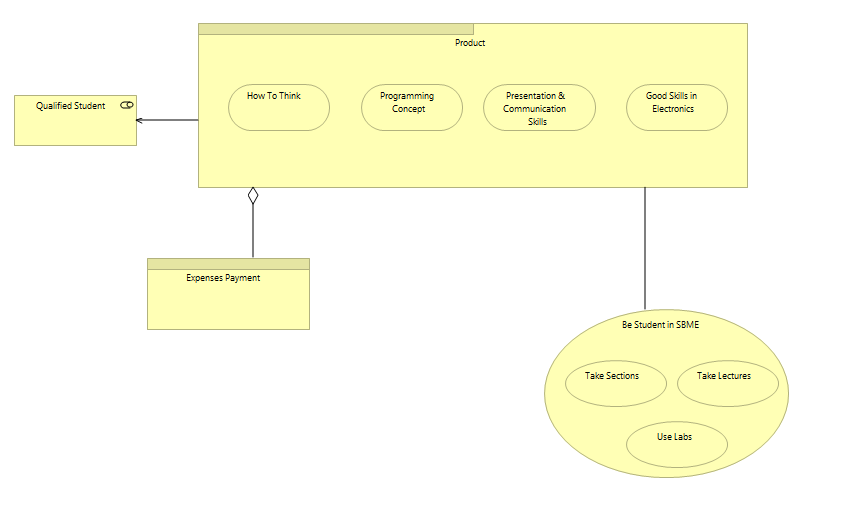 Product
Qualified Student
How To Think
Programming
Concept
Presentation &
Communication
Skills
Good Skills in
Electronics
Expenses Payment
Be Student in SBME
Take Sections
Take Lectures
Use Labs